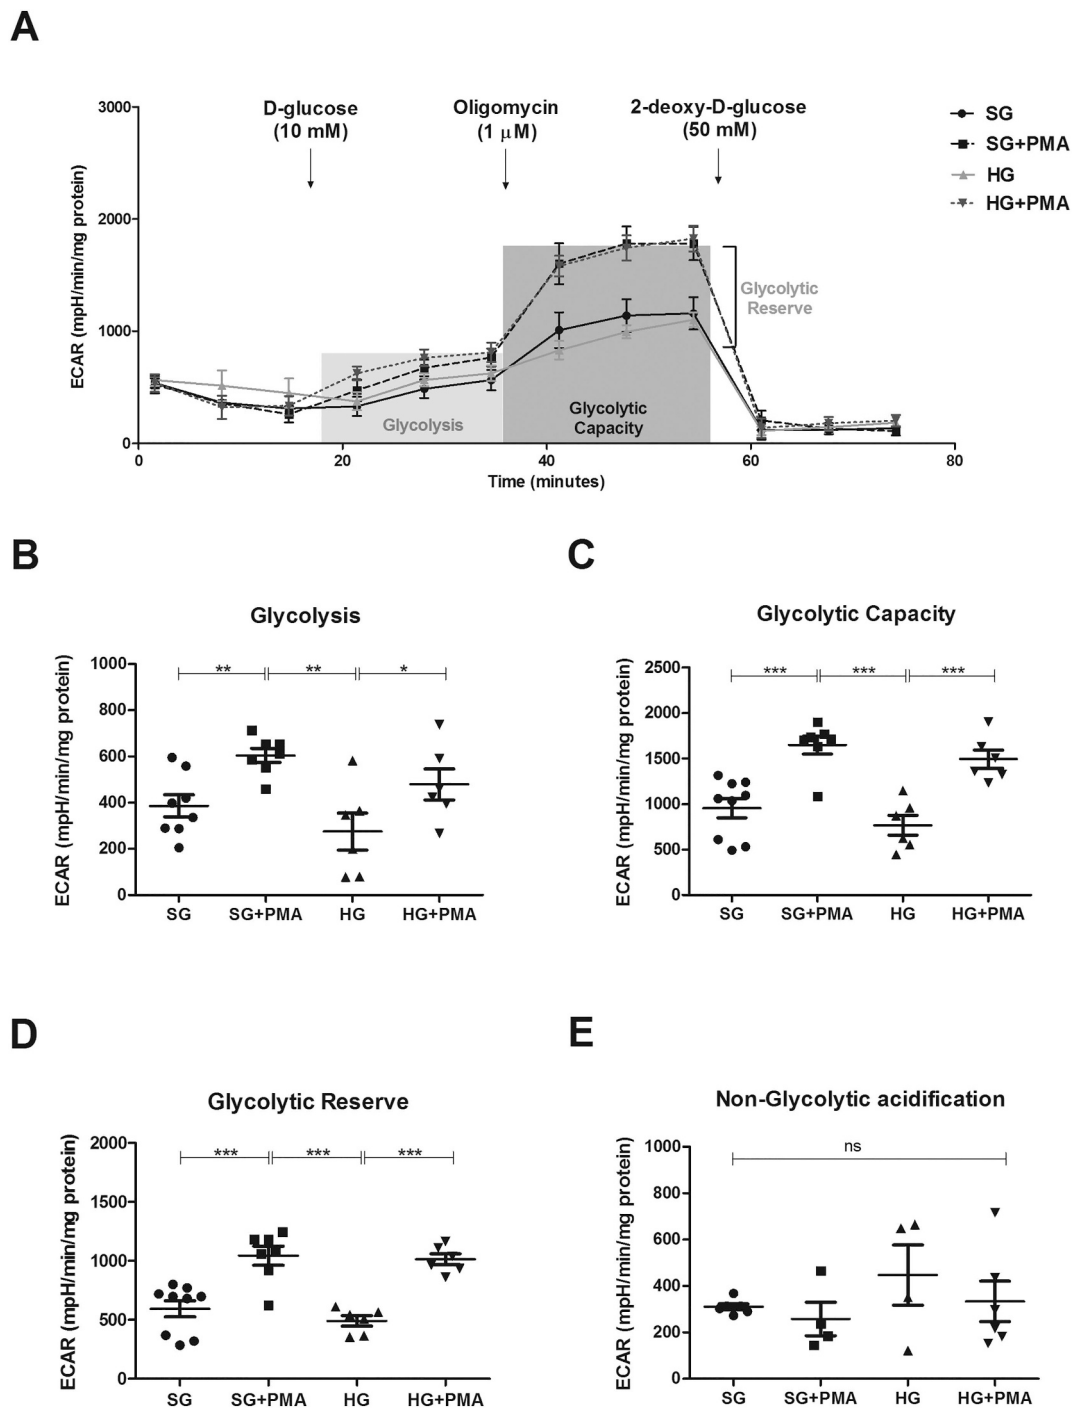 A
3000
2000
1000
0
ECAR (mpH/min/mg protein)
D-glucose
(10 mM)
Oligomycin
(1 μM)
2-deoxy-D-glucose
(50 mM)
SG
SG+PMA
HG
HG+PMA
Glycolytic
Reserve
Glycolysis
Glycolytic
Capacity
0 20 40 60 80
Time (minutes)
B
Glycolysis
ECAR (mpH/min/mg protein)
1000
800
600
400
200
0
** ** *
SG SG+PMA HG HG+PMA
C
Glycolytic Capacity
ECAR (mpH/min/mg protein)
2500
2000
1500
1000
500
0
*** *** ***
SG SG+PMA HG HG+PMA
D
Glycolytic Reserve
ECAR (mpH/min/mg protein)
2000
1500
1000
500
0
*** *** ***
SG SG+PMA HG HG+PMA
E
Non-Glycolytic acidification
ECAR (mpH/min/mg protein)
1000
800
600
400
200
0
ns
SG SG+PMA HG HG+PMA